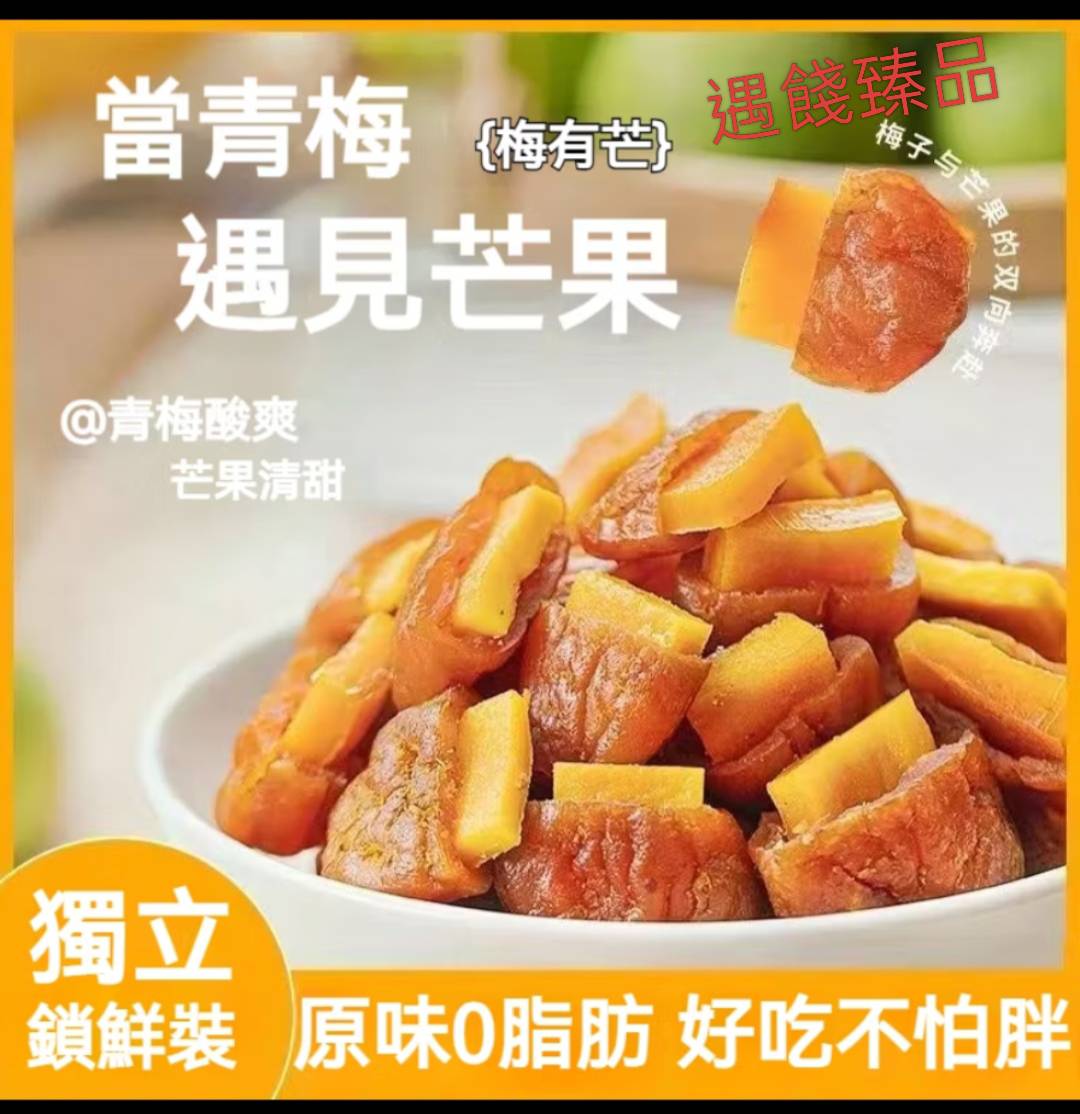 當青梅
{梅有芒}
遇餞臻品
梅子与芒果的双向奔赴
遇見芒果
@青梅酸爽
芒果清甜
獨立
鎖鮮裝
原味0脂肪 好吃不怕胖